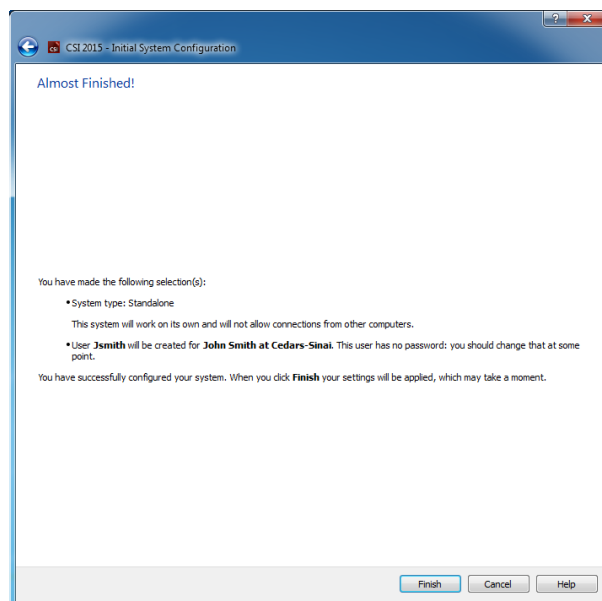 ?
CSI 2015 - Initial System Configuration
Almost Finished!
You have made the following selection(s):
•System type: Standalone
This system will work on its own and will not allow connections from other computers.
•User Jsmith will be created for John Smith at Cedars-Sinai. This user has no password: you should change that at some
point.
You have successfully configured your system. When you click Finish your settings will be applied, which may take a moment.
Finish Cancel Help